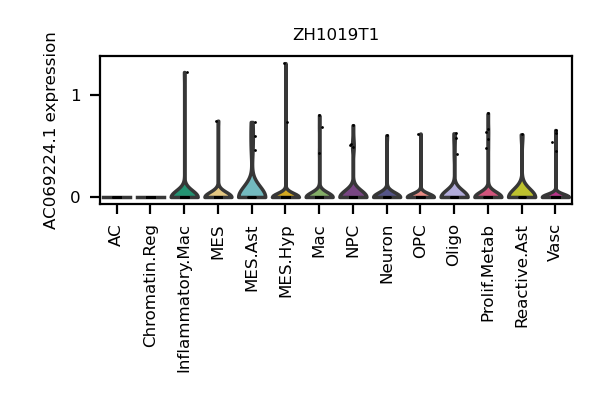 ZH1019T1
AC069224.1 expression
1
0
AC
Chromatin.Reg
Inflammatory.Mac
MES
MES.Ast
MES.Hyp
Mac
NPC
Neuron
OPC
Oligo
Prolif.Metab
Reactive.Ast
Vasc